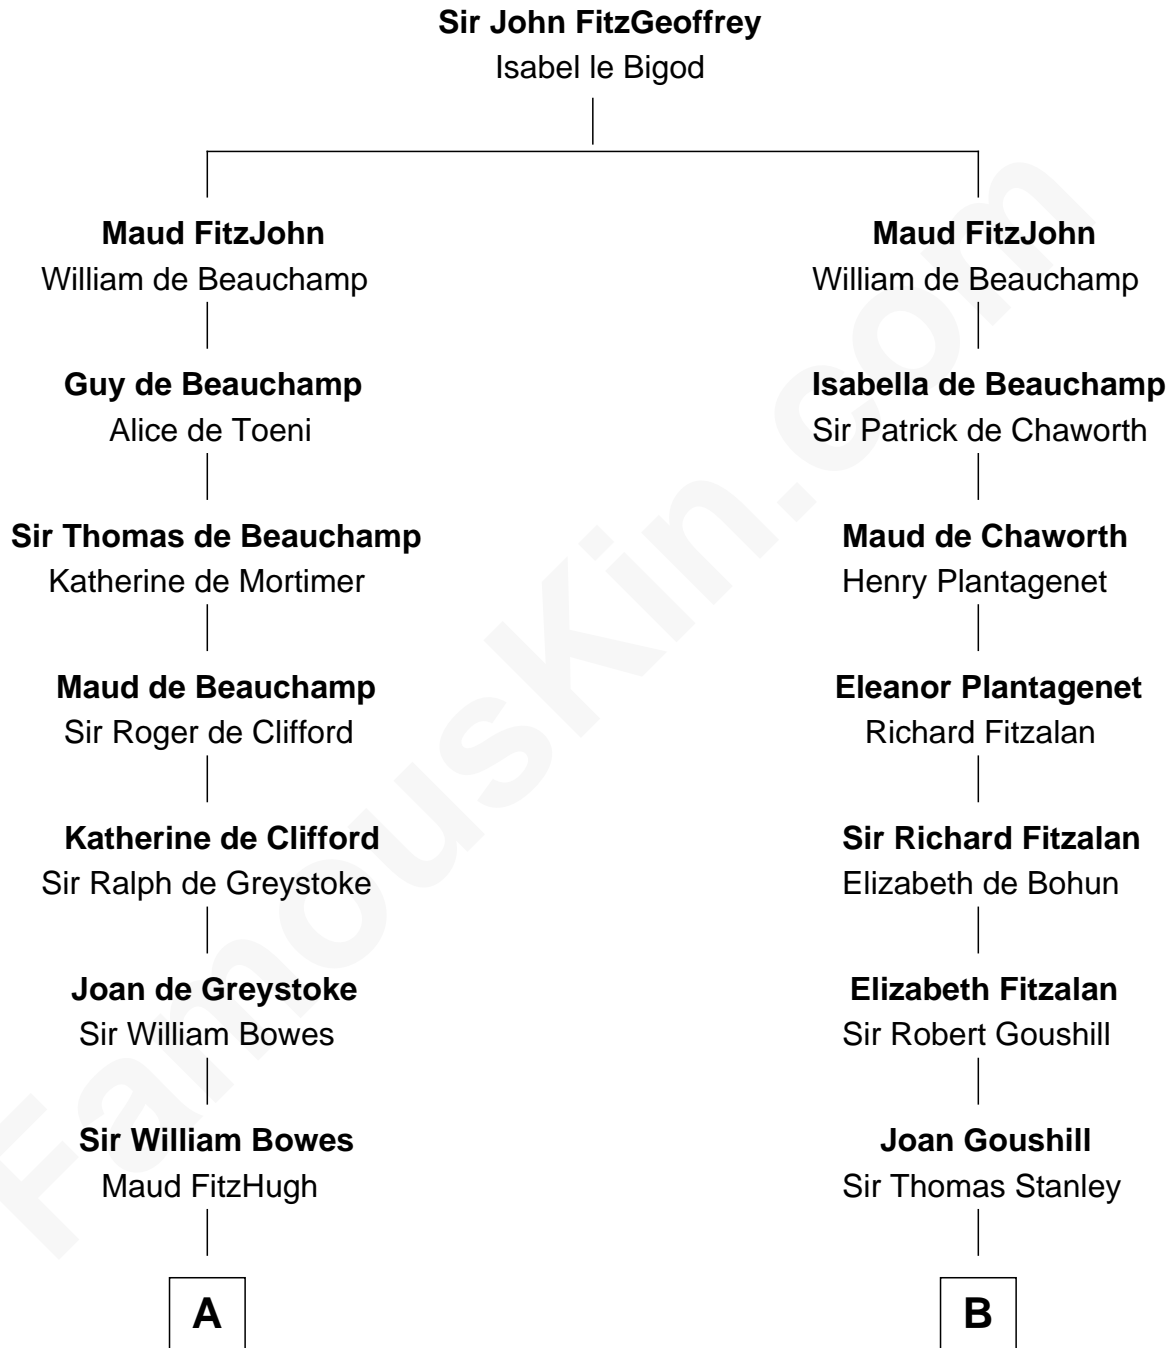 Sir John FitzGeoffrey
Isabel le Bigod
Maud FitzJohn
William de Beauchamp
Maud FitzJohn
William de Beauchamp
Guy de Beauchamp
Alice de Toeni
Isabella de Beauchamp
Sir Patrick de Chaworth
Sir Thomas de Beauchamp
Katherine de Mortimer
Maud de Chaworth
Henry Plantagenet
Maud de Beauchamp
Sir Roger de Clifford
Eleanor Plantagenet
Richard Fitzalan
Katherine de Clifford
Sir Ralph de Greystoke
Sir Richard Fitzalan
Elizabeth de Bohun
Joan de Greystoke
Sir William Bowes
Elizabeth Fitzalan
Sir Robert Goushill
Sir William Bowes
Maud FitzHugh
Joan Goushill
Sir Thomas Stanley
A
B
FamousKin.com